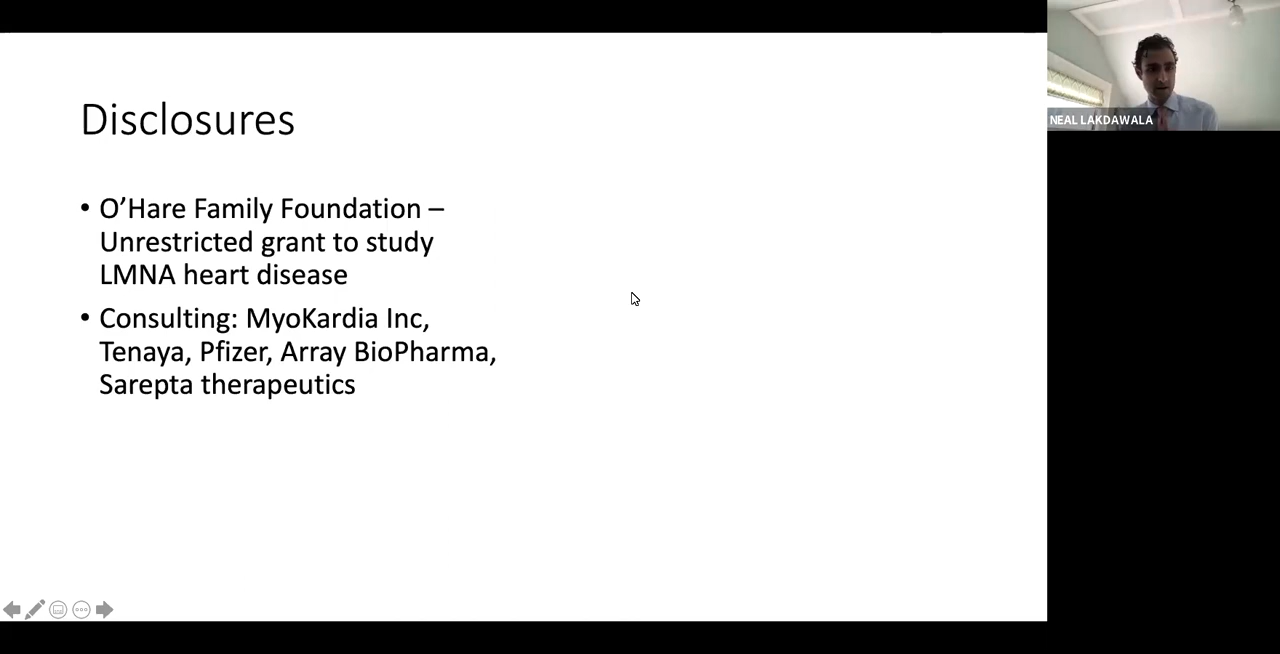 Disclosures
• O’Hare Family Foundation –
Unrestricted grant to study
LMNA heart disease
• Consulting: MyoKardia Inc,
Tenaya, Pfizer, Array BioPharma,
Sarepta therapeutics
NEAL LAKDAWALA